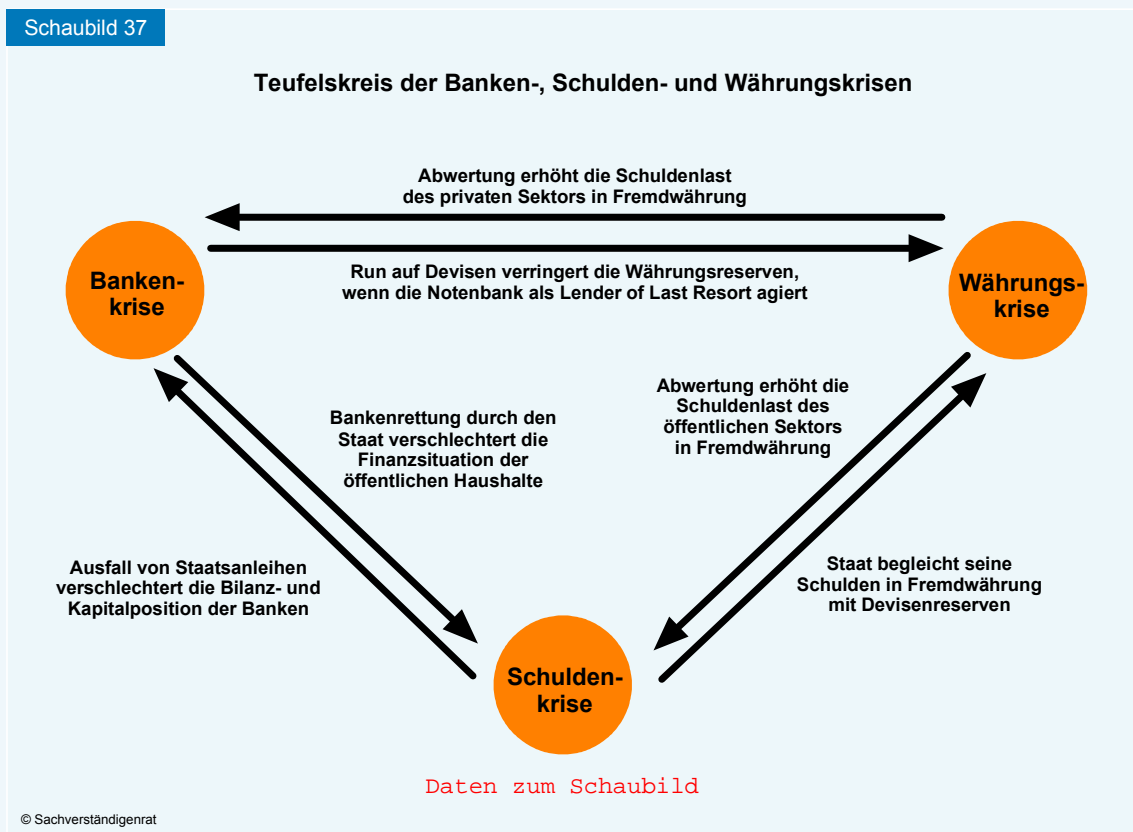 Schaubild 37
Teufelskreis der Banken-, Schulden- und Währungskrisen
Abwertung erhöht die Schuldenlast
des privaten Sektors in Fremdwährung
Run auf Devisen verringert die Währungsreserven,
wenn die Notenbank als Lender of Last Resort agiert
Banken-
krise
Währungs-
krise
Abwertung erhöht die
Schuldenlast des
öffentlichen Sektors
in Fremdwährung
Bankenrettung durch den
Staat verschlechtert die
Finanzsituation der
öffentlichen Haushalte
Ausfall von Staatsanleihen
verschlechtert die Bilanz- und
Kapitalposition der Banken
Staat begleicht seine
Schulden in Fremdwährung
mit Devisenreserven
Schulden-
krise
Daten zum Schaubild
© Sachverständigenrat